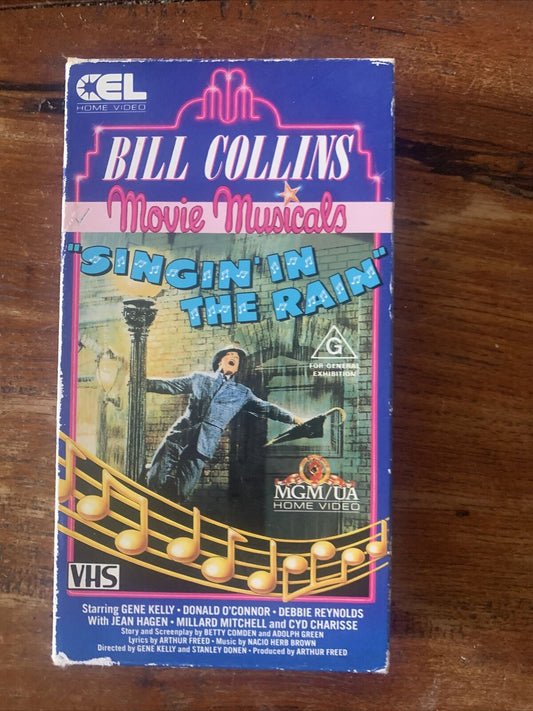 CEL
HOME VIDEO
BILL COLLINS
Movie Musicals
"SINGIN' IN
THE RAIN"
G
FOR GENERAL
EXHIBITION
MGM/UA
HOME VIDEO
VHS
Starring GENE KELLY · DONALD O'CONNOR · DEBBIE REYNOLDS
With JEAN HAGEN · MILLARD MITCHELL and CYD CHARISSE
Story and Screenplay by BETTY COMDEN and ADOLPH GREEN
Lyrics by ARTHUR FREED · Music by NACIO HERB BROWN
Directed by GENE KELLY and STANLEY DONEN · Produced by ARTHUR FREED